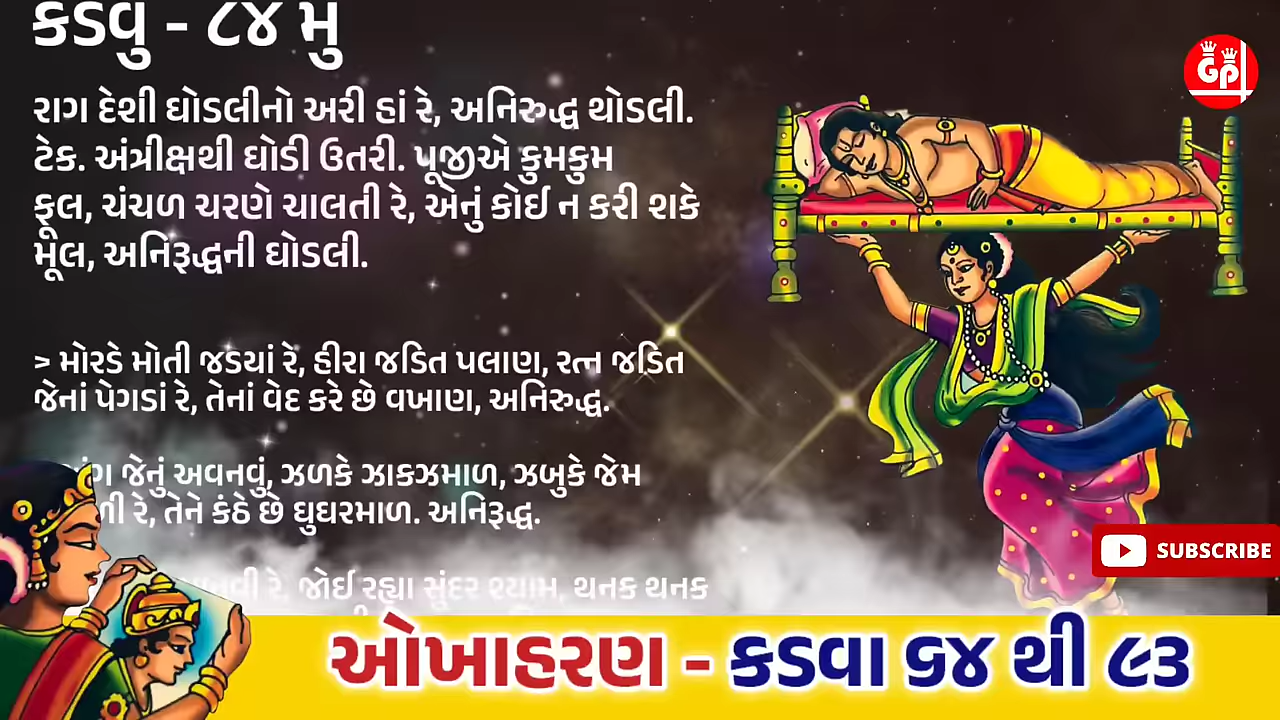 કડવું - ૮૪ મું
GP
રાગ દેશી ઘોડલીનો અરી હાં રે, અનિરુદ્ધ થોડલી.
ટેક. અંત્રીક્ષથી ઘોડી ઉતરી. પૂજીએ કુમકુમ
ફૂલ, ચંચળ ચરણે ચાલતી રે, એનું કોઈ ન કરી શકે
મૂલ, અનિરૂદ્ધની ઘોડલી.
> મોરડે મોતી જડયાં રે, હીરા જડિત પલાણ, રત્ન જડિત
જેનાં પેગડાં રે, તેનાં વેદ કરે છે વખાણ, અનિરુદ્ધ.
જેનું અવનવું, ઝળકે ઝાકઝમાળ, ઝબુકે જેમ
રે, તેને કંઠે છે ઘુઘરમાળ. અનિરૂદ્ધ.
રે, જોઈ રહ્યા સુંદર શ્યામ, થનક થનક
SUBSCRIBE
ઓખાહરણ - કડવા ૬૪ થી ૯૩